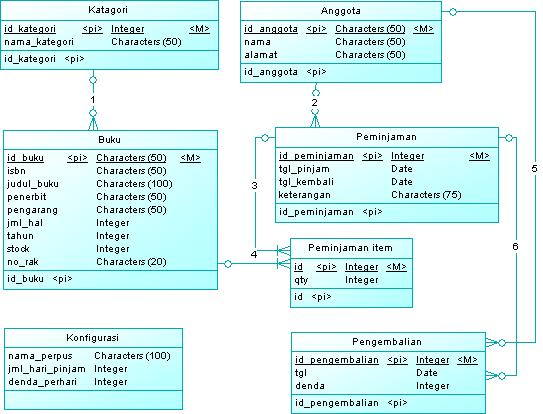 Katagori
id_kategori <pi> Integer <M>
nama_kategori Characters (50)
id_kategori <pi>
Anggota
id_anggota <pi> Characters (50) <M>
nama Characters (50)
alamat Characters (50)
id_anggota <pi>
1
2
Buku
id_buku <pi> Characters (50) <M>
isbn Characters (50)
judul_buku Characters (100)
penerbit Characters (50)
pengarang Characters (50)
jml_hal Integer
tahun Integer
stock Integer
no_rak Characters (20)
id_buku <pi>
Peminjaman
id_peminjaman <pi> Integer <M>
tgl_pinjam Date
tgl_kembali Date
keterangan Characters (75)
id_peminjaman <pi>
3
5
4
6
Peminjaman item
id <pi> Integer <M>
qty Integer
id <pi>
Konfigurasi
nama_perpus Characters (100)
jml_hari_pinjam Integer
denda_perhari Integer
Pengembalian
id_pengembalian <pi> Integer <M>
tgl Date
denda Integer
id_pengembalian <pi>